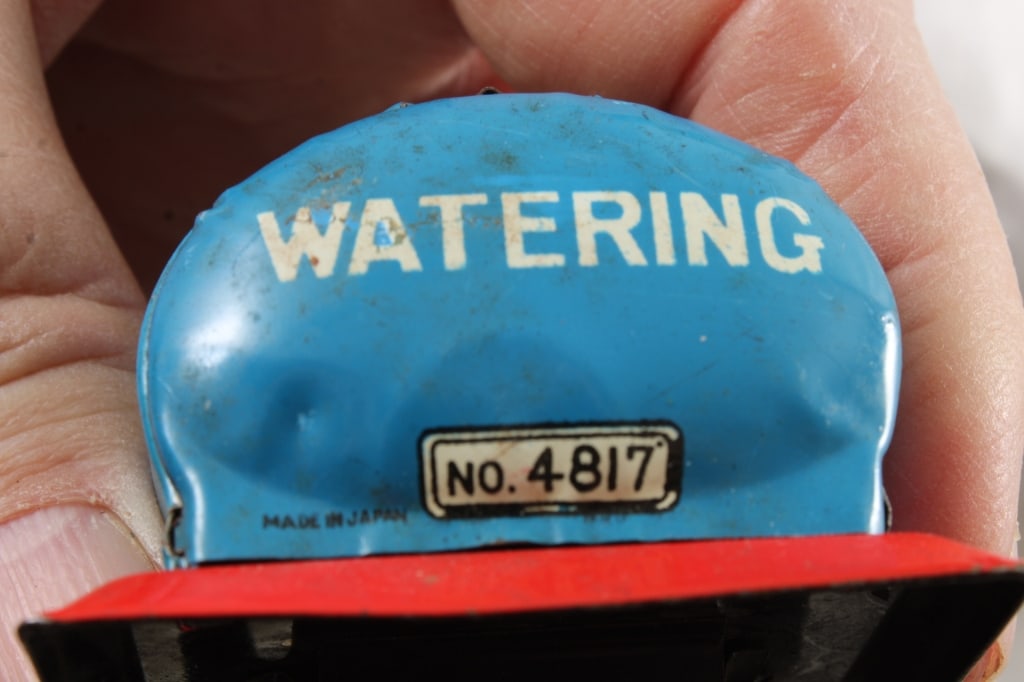 WATERING
NO. 4817
MADE IN JAPAN